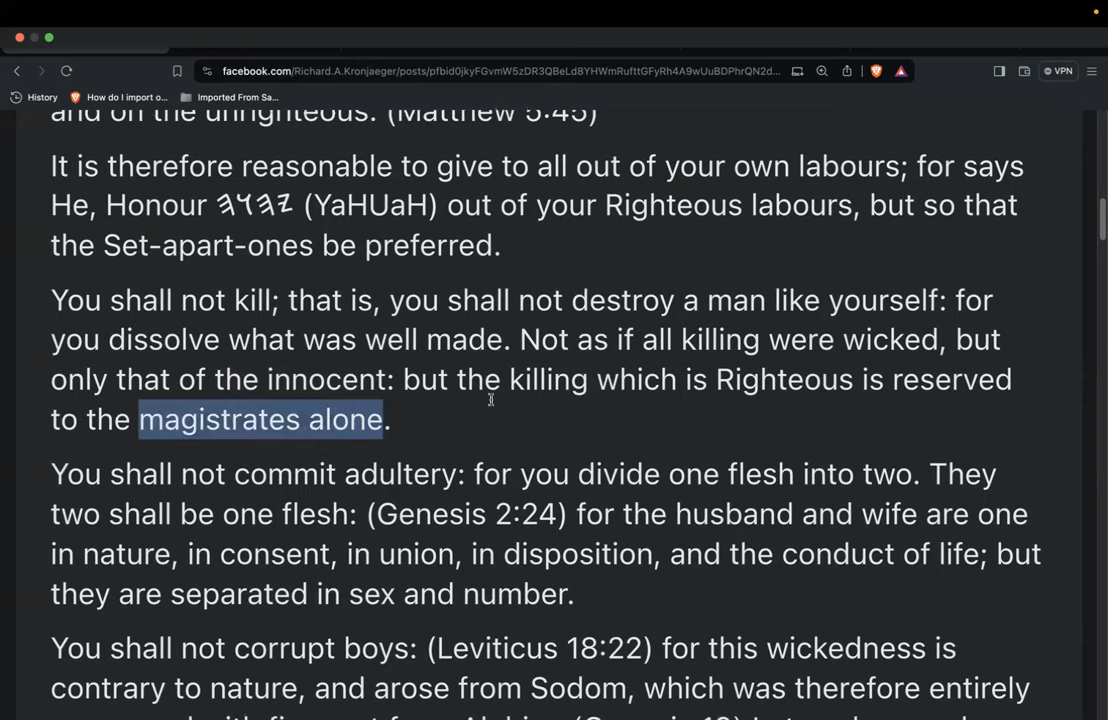 facebook.com/Richard.A.Kronjaeger/posts/pfbid0jkyFGvmW5zDR3QBeLd8YHWmRufttGFyRh4A9wUuBDPhrQN2d...
VPN
History
How do I import o...
Imported From Sa...
and on the unrighteous. (Matthew 5:45)
It is therefore reasonable to give to all out of your own labours; for says
He, Honour 𐤉𐤄𐤅𐤄 (YaHUaH) out of your Righteous labours, but so that
the Set-apart-ones be preferred.
You shall not kill; that is, you shall not destroy a man like yourself: for
you dissolve what was well made. Not as if all killing were wicked, but
only that of the innocent: but the killing which is Righteous is reserved
to the magistrates alone.
You shall not commit adultery: for you divide one flesh into two. They
two shall be one flesh: (Genesis 2:24) for the husband and wife are one
in nature, in consent, in union, in disposition, and the conduct of life; but
they are separated in sex and number.
You shall not corrupt boys: (Leviticus 18:22) for this wickedness is
contrary to nature, and arose from Sodom, which was therefore entirely